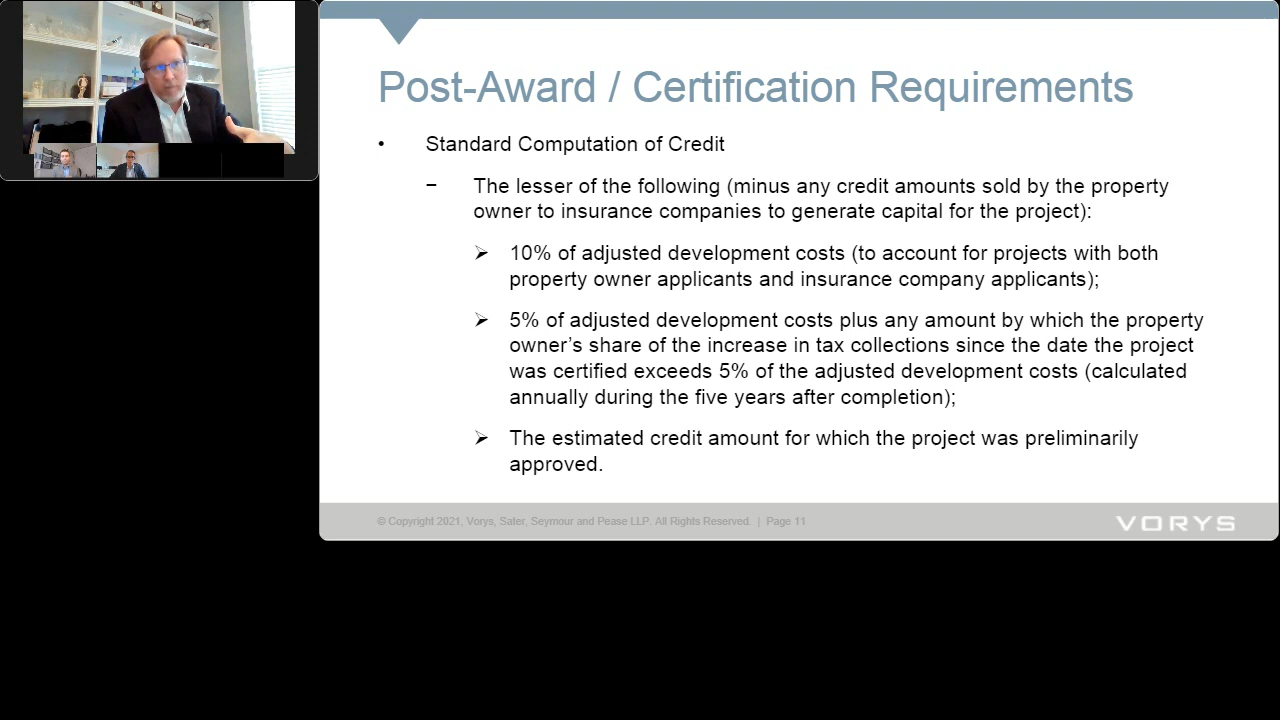 Post-Award / Certification Requirements
• Standard Computation of Credit
− The lesser of the following (minus any credit amounts sold by the property
owner to insurance companies to generate capital for the project):
➢ 10% of adjusted development costs (to account for projects with both
property owner applicants and insurance company applicants);
➢ 5% of adjusted development costs plus any amount by which the property
owner’s share of the increase in tax collections since the date the project
was certified exceeds 5% of the adjusted development costs (calculated
annually during the five years after completion);
➢ The estimated credit amount for which the project was preliminarily
approved.
© Copyright 2021, Vorys, Sater, Seymour and Pease LLP. All Rights Reserved. | Page 11
VORYS